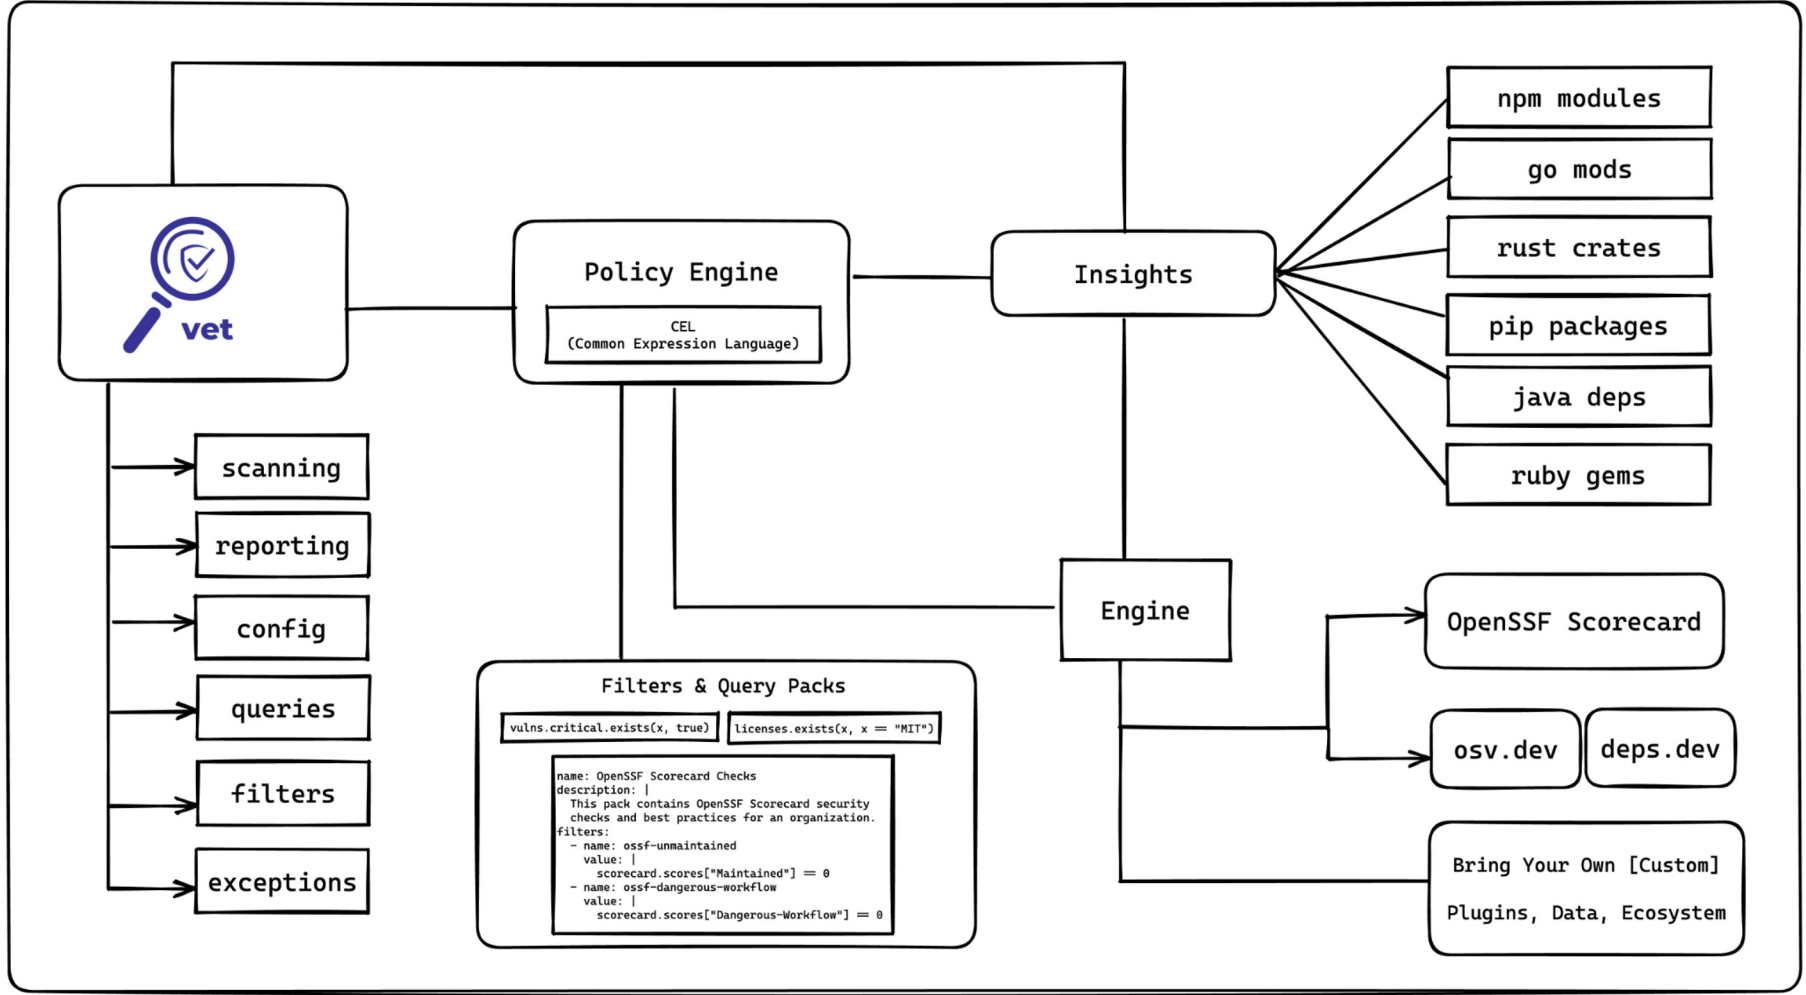 vet
scanning
reporting
config
queries
filters
exceptions
Policy Engine
CEL
(Common Expression Language)
Filters & Query Packs
vulns.critical.exists(x, true)
licenses.exists(x, x == "MIT")
name: OpenSSF Scorecard Checks
description: |
  This pack contains OpenSSF Scorecard security
  checks and best practices for an organization.
filters:
  - name: ossf-unmaintained
    value: |
      scorecard.scores["Maintained"] == 0
  - name: ossf-dangerous-workflow
    value: |
      scorecard.scores["Dangerous-Workflow"] == 0
Insights
Engine
npm modules
go mods
rust crates
pip packages
java deps
ruby gems
OpenSSF Scorecard
osv.dev
deps.dev
Bring Your Own [Custom]
Plugins, Data, Ecosystem